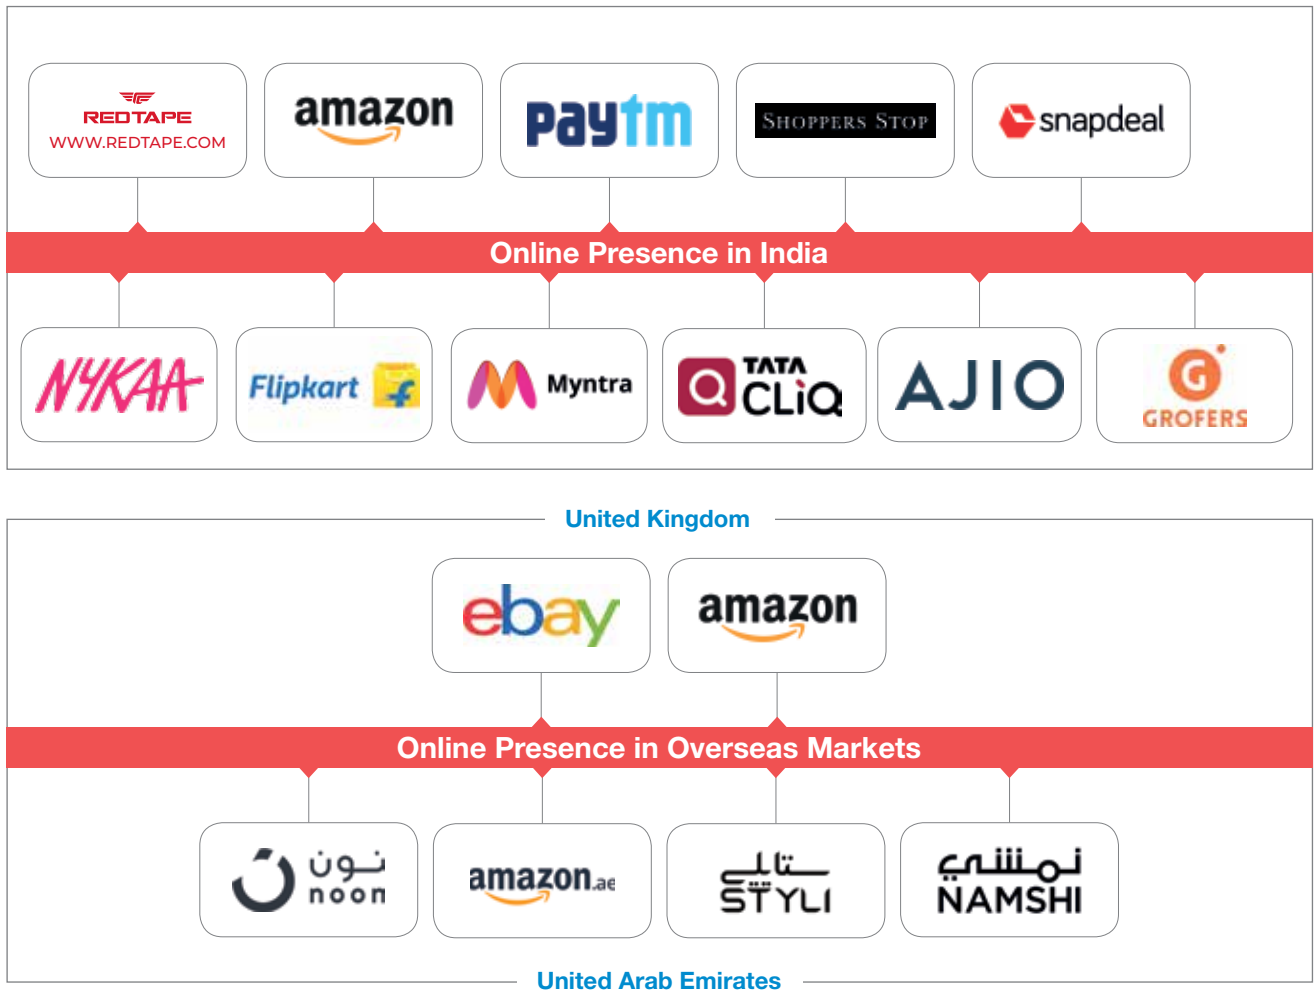 REDTAPE
WWW.REDTAPE.COM
amazon
paytm
SHOPPERS STOP
snapdeal
Online Presence in India
NYKAA
Flipkart
Myntra
TATA
CLiQ
AJIO
G
GROFERS
United Kingdom
ebay
amazon
Online Presence in Overseas Markets
نون
noon
amazon.ae
ستايلي
STYLI
نمشي
NAMSHI
United Arab Emirates